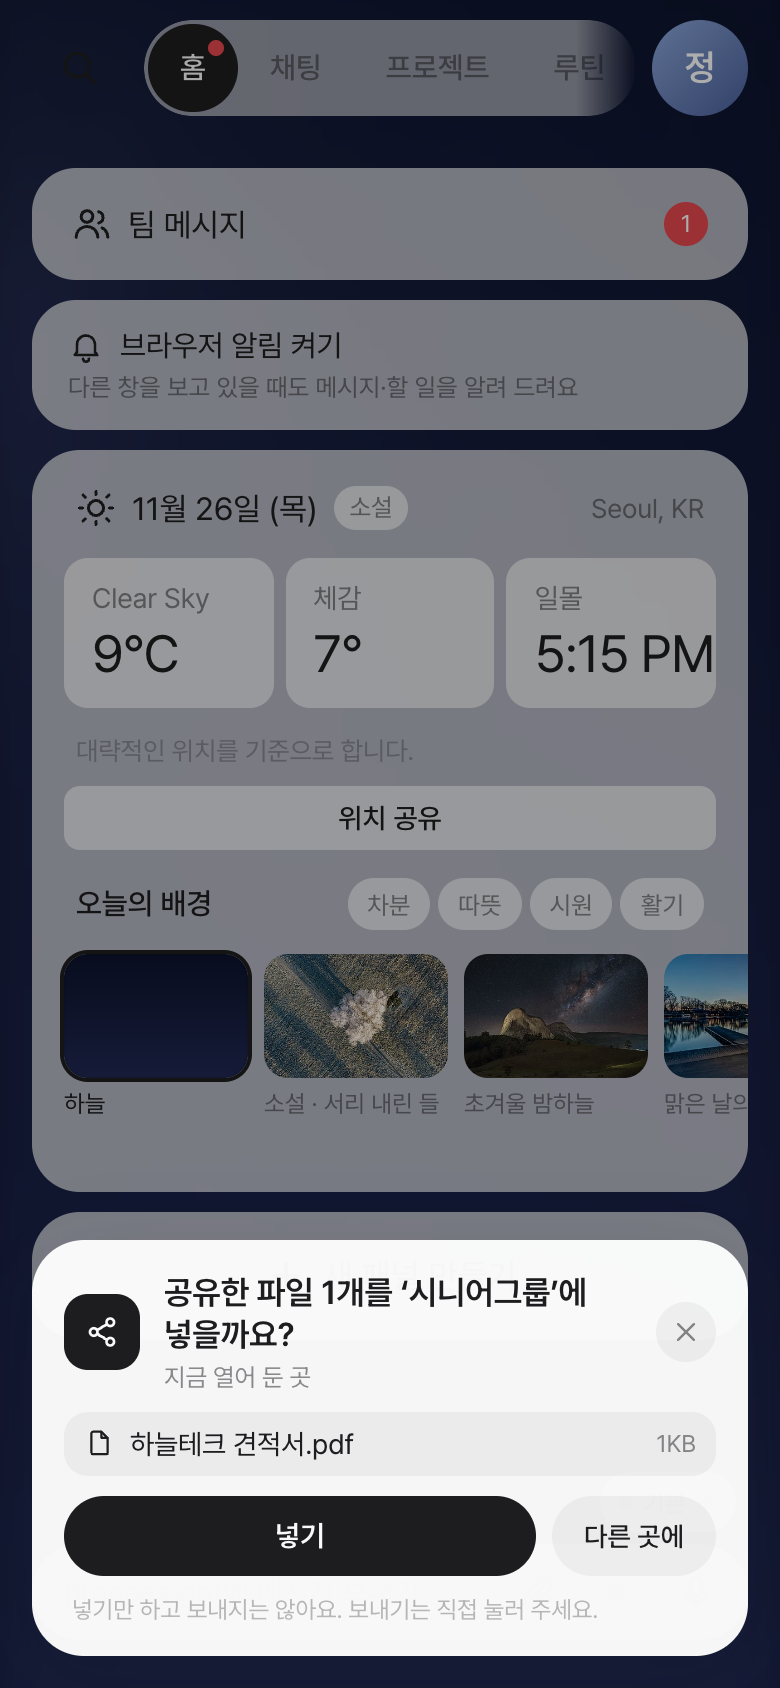 홈
채팅
프로젝트
루틴
정
팀 메시지
1
브라우저 알림 켜기
다른 창을 보고 있을 때도 메시지·할 일을 알려 드려요
11월 26일 (목)
소설
Seoul, KR
Clear Sky
체감
일몰
9°C
7°
5:15 PM
대략적인 위치를 기준으로 합니다.
위치 공유
오늘의 배경
차분
따뜻
시원
활기
하늘
소설 · 서리 내린 들
초겨울 밤하늘
맑은 날의
공유한 파일 1개를 ‘시니어그룹’에
넣을까요?
지금 열어 둔 곳
하늘테크 견적서.pdf
1KB
넣기
다른 곳에
넣기만 하고 보내지는 않아요. 보내기는 직접 눌러 주세요.